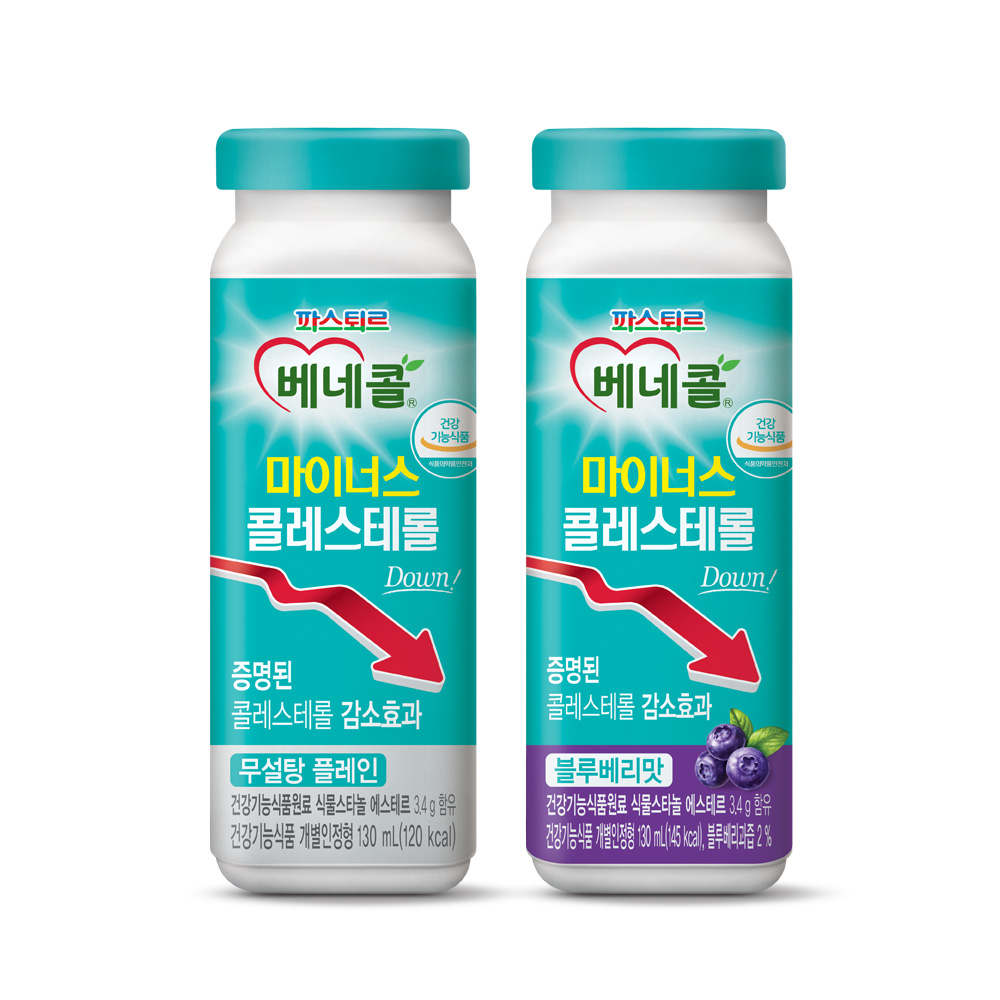 파스퇴르
베네콜®
건강
기능식품
식품의약품안전처
마이너스
콜레스테롤
Down!
증명된
콜레스테롤 감소효과
무설탕 플레인
건강기능식품원료 식물스타놀 에스테르 3.4 g 함유
건강기능식품 개별인정형 130 mL(120 kcal)
파스퇴르
베네콜®
건강
기능식품
식품의약품안전처
마이너스
콜레스테롤
Down!
증명된
콜레스테롤 감소효과
블루베리맛
건강기능식품원료 식물스타놀 에스테르 3.4 g 함유
건강기능식품 개별인정형 130 mL(145 kcal), 블루베리과즙 2 %